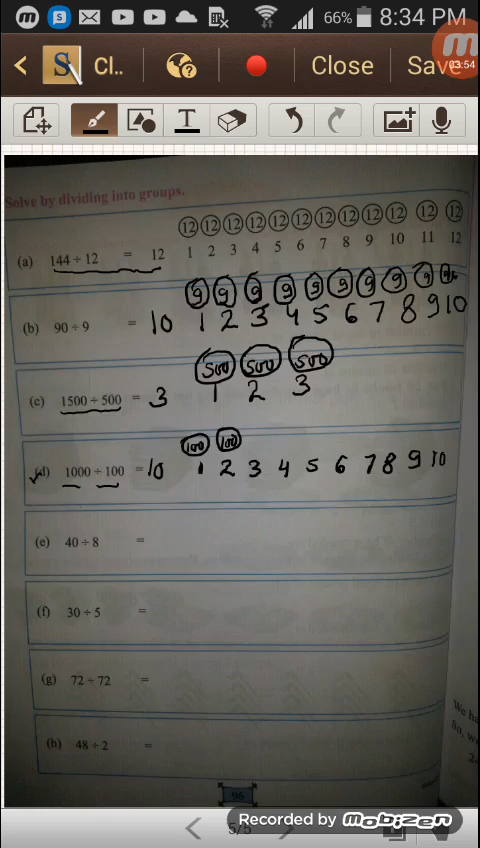 66% 8:34 PM
Cl.. Close Save
03:54
T
Solve by dividing into groups.
12 12 12 12 12 12 12 12 12 12 12 12
(a) 144 ÷ 12 = 12 1 2 3 4 5 6 7 8 9 10 11 12
9 9 9 9 9 9 9 9 9
(b) 90 ÷ 9 = 10 1 2 3 4 5 6 7 8 9 10
500 500 500
(c) 1500 ÷ 500 = 3 1 2 3
100 100
(d) 1000 ÷ 100 = 10 1 2 3 4 5 6 7 8 9 10
(e) 40 ÷ 8 =
(f) 30 ÷ 5 =
(g) 72 ÷ 72 =
(h) 48 ÷ 2 =
We ha
So, w
2.
96
Recorded by Mobizen
5/5